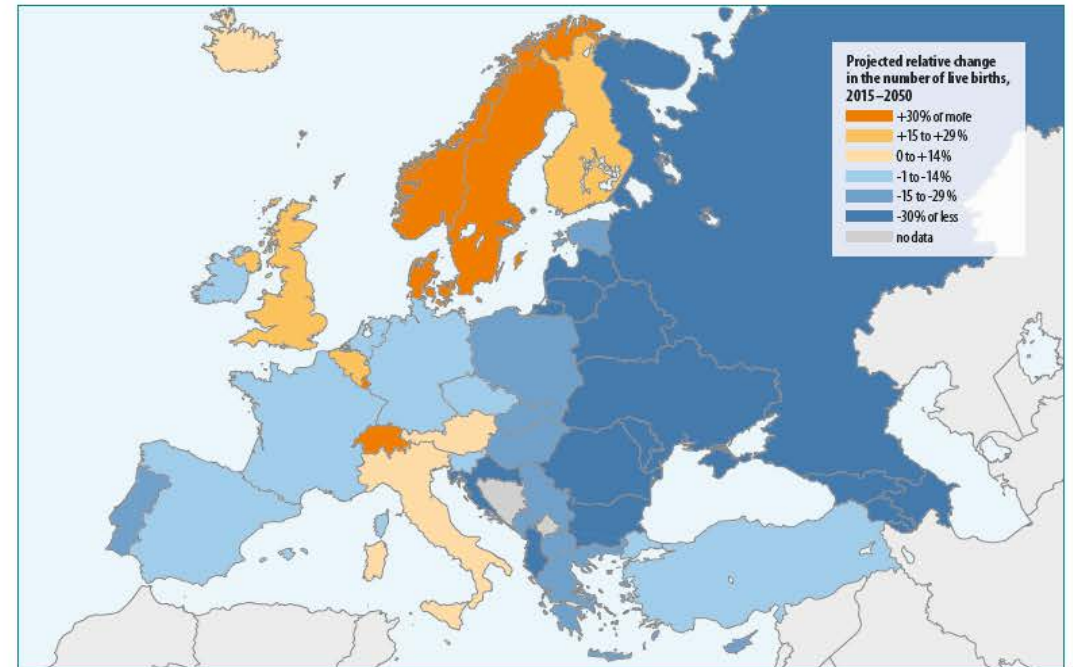 Projected relative change
in the number of live births,
2015–2050
+30% of more
+15 to +29 %
0 to +14 %
-1 to -14 %
-15 to -29 %
-30% of less
no data